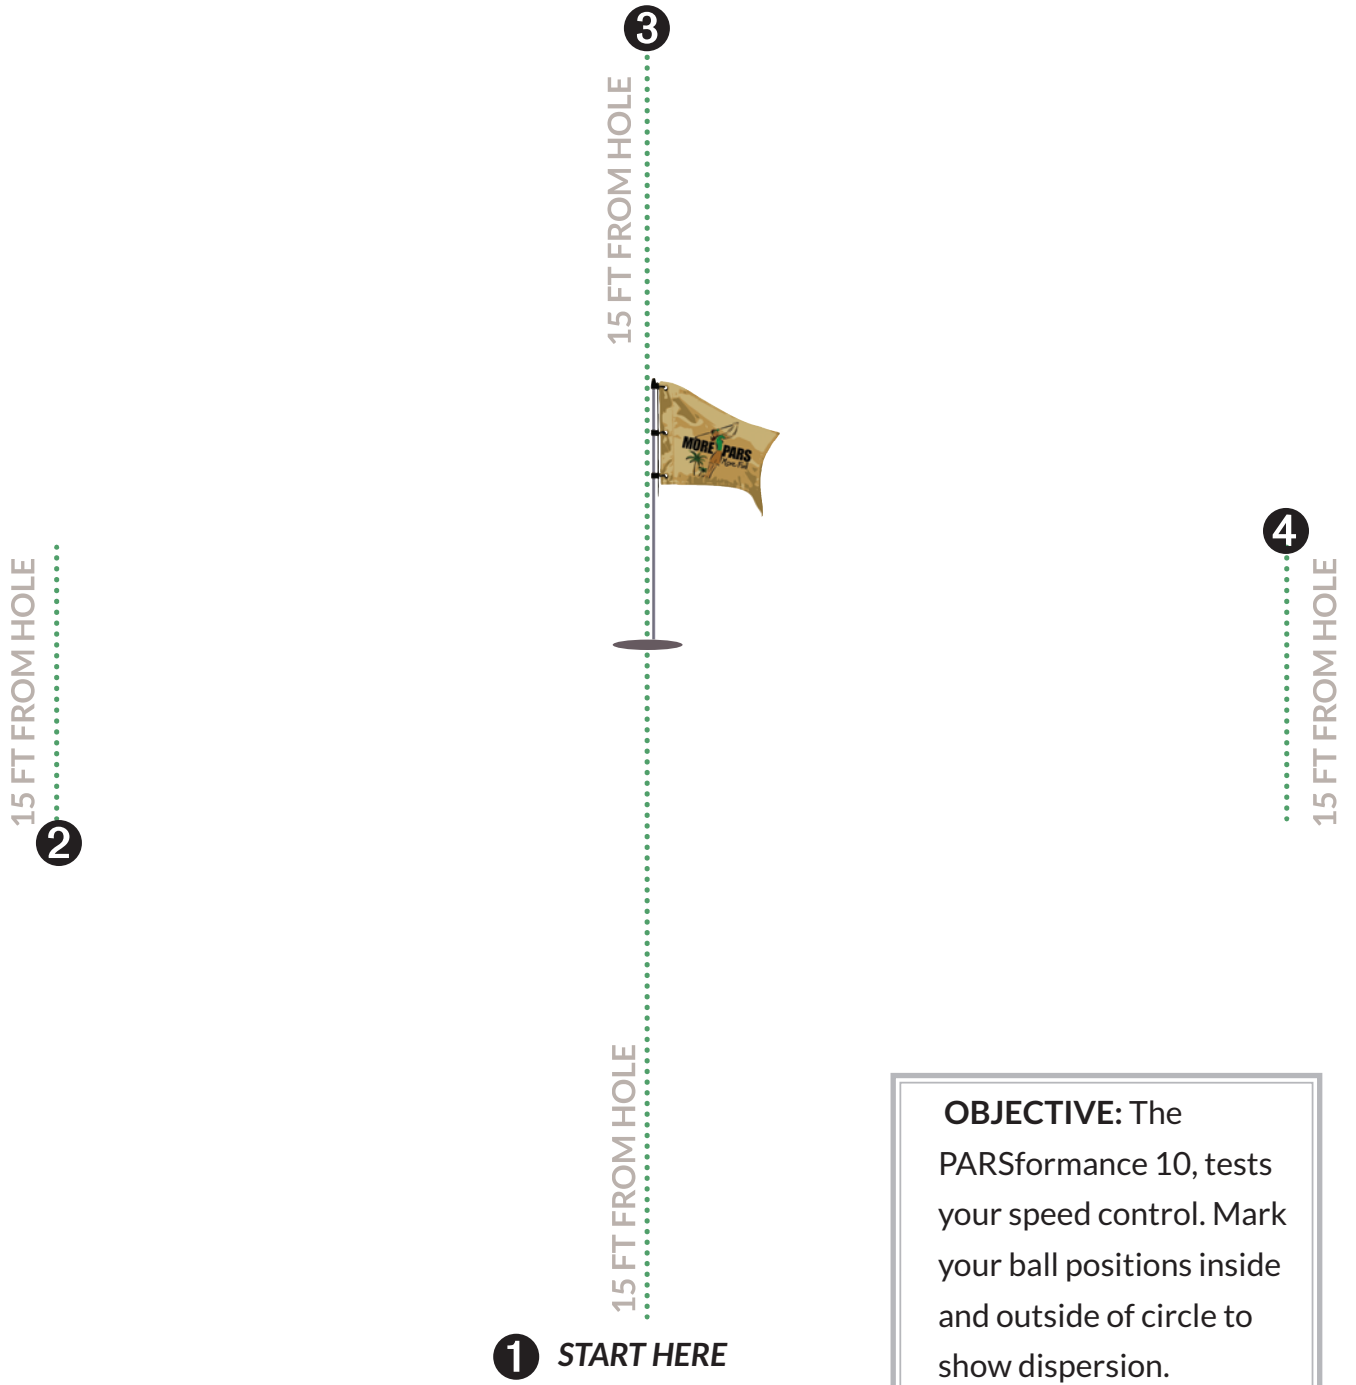 3
15 FT FROM HOLE
MORE PARS
More Fun
4
15 FT FROM HOLE
15 FT FROM HOLE
2
15 FT FROM HOLE
1 START HERE
OBJECTIVE: The
PARSformance 10, tests
your speed control. Mark
your ball positions inside
and outside of circle to
show dispersion.